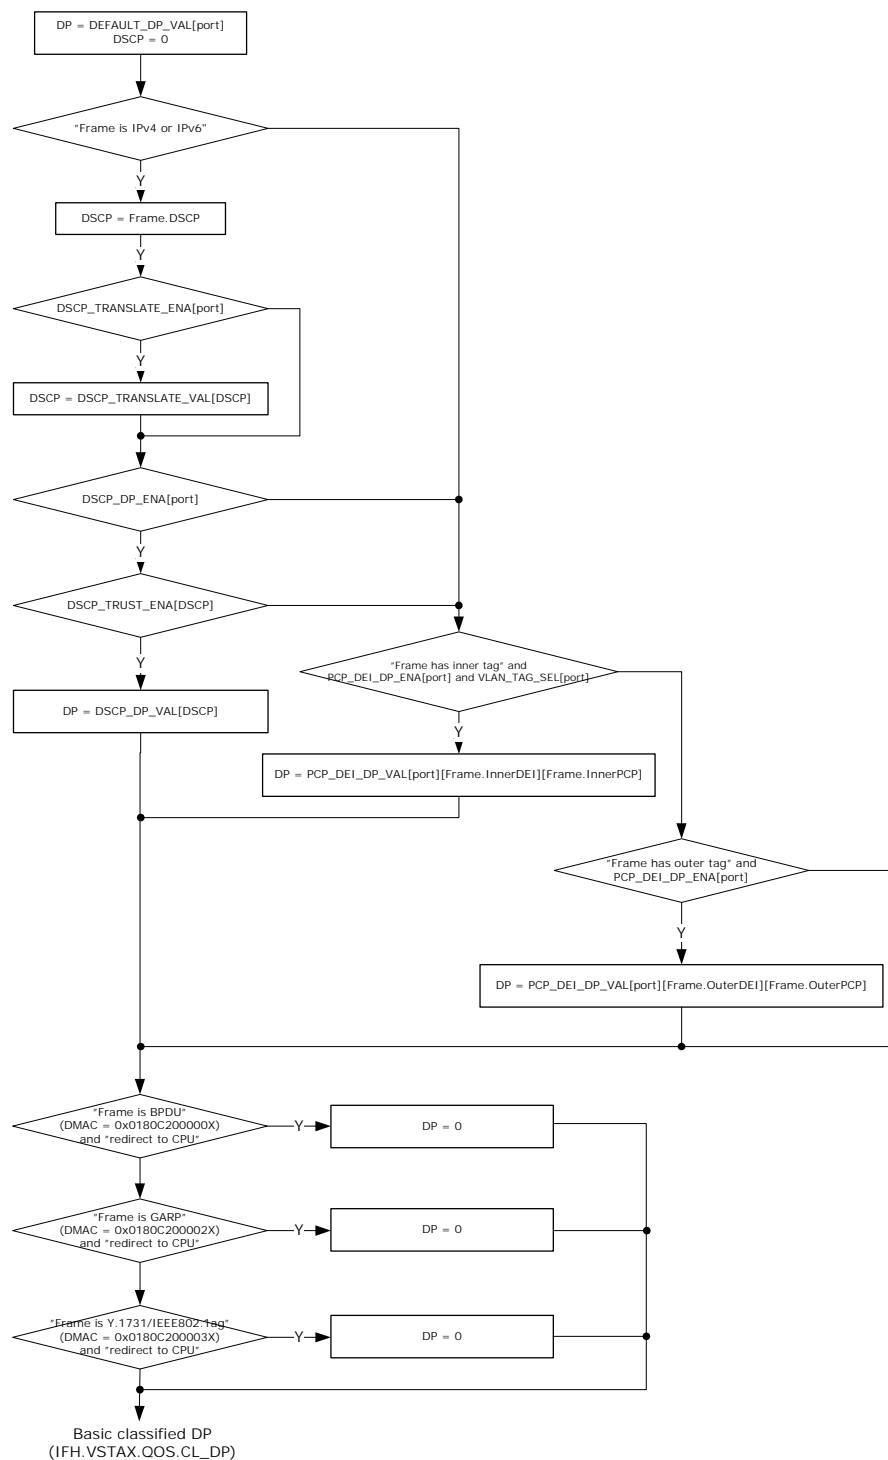 DP = DEFAULT_DP_VAL[port]
DSCP = 0
"Frame is IPv4 or IPv6"
Y
DSCP = Frame.DSCP
Y
DSCP_TRANSLATE_ENA[port]
Y
DSCP = DSCP_TRANSLATE_VAL[DSCP]
DSCP_DP_ENA[port]
Y
DSCP_TRUST_ENA[DSCP]
Y
"Frame has inner tag" and
PCP_DEI_DP_ENA[port] and VLAN_TAG_SEL[port]
DP = DSCP_DP_VAL[DSCP]
Y
DP = PCP_DEI_DP_VAL[port][Frame.InnerDEI][Frame.InnerPCP]
"Frame has outer tag" and
PCP_DEI_DP_ENA[port]
Y
DP = PCP_DEI_DP_VAL[port][Frame.OuterDEI][Frame.OuterPCP]
"Frame is BPDU"
(DMAC = 0x0180C200000X)
and "redirect to CPU"
Y
DP = 0
"Frame is GARP"
(DMAC = 0x0180C200002X)
and "redirect to CPU"
Y
DP = 0
"Frame is Y.1731/IEEE802.1ag"
(DMAC = 0x0180C200003X)
and "redirect to CPU"
Y
DP = 0
Basic classified DP
(IFH.VSTAX.QOS.CL_DP)